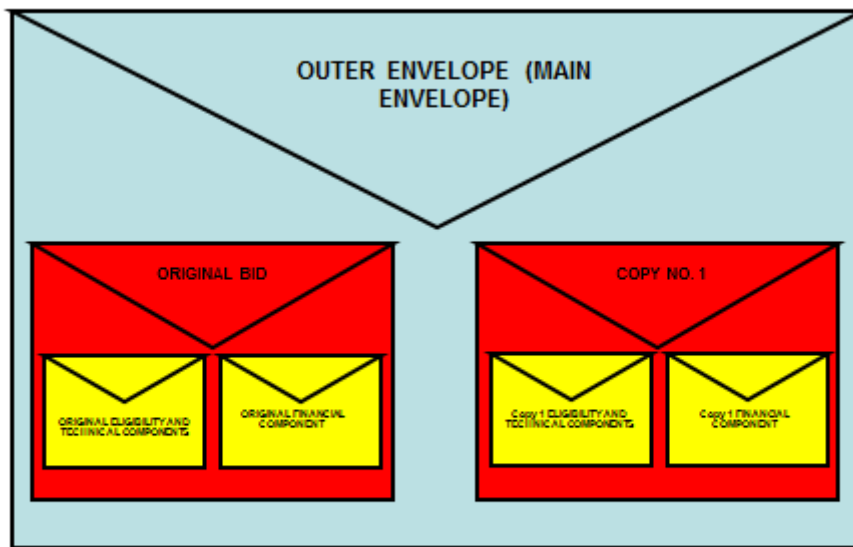 OUTER ENVELOPE (MAIN
ENVELOPE)
ORIGINAL BID
COPY NO. 1
ORIGINAL ELIGIBILITY AND
TECHNICAL COMPONENTS
ORIGINAL FINANCIAL
COMPONENT
Copy 1 ELIGIBILITY AND
TECHNICAL COMPONENTS
Copy 1 FINANCIAL
COMPONENT